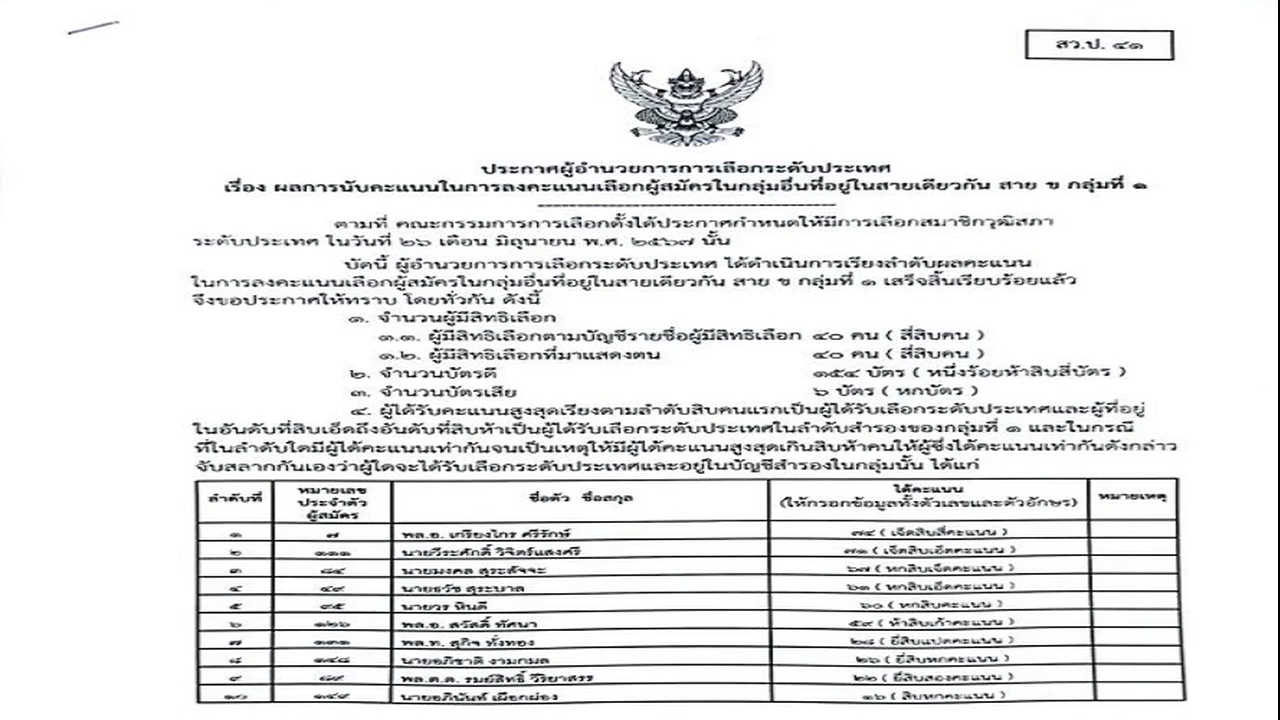 สว.ป. ๔๑
ประกาศผู้อำนวยการการเลือกระดับประเทศ
เรื่อง ผลการนับคะแนนในการลงคะแนนเลือกผู้สมัครในกลุ่มอื่นที่อยู่ในสายเดียวกัน สาย ข กลุ่มที่ ๑
ตามที่ คณะกรรมการการเลือกตั้งได้ประกาศกำหนดให้มีการเลือกสมาชิกวุฒิสภา
ระดับประเทศ ในวันที่ ๒๖ เดือน มิถุนายน พ.ศ. ๒๕๖๗ นั้น
บัดนี้ ผู้อำนวยการการเลือกระดับประเทศ ได้ดำเนินการเรียงลำดับผลคะแนน
ในการลงคะแนนเลือกผู้สมัครในกลุ่มอื่นที่อยู่ในสายเดียวกัน สาย ข กลุ่มที่ ๑ เสร็จสิ้นเรียบร้อยแล้ว
จึงขอประกาศให้ทราบ โดยทั่วกัน ดังนี้
๑. จำนวนผู้มีสิทธิเลือก
๑.๑. ผู้มีสิทธิเลือกตามบัญชีรายชื่อผู้มีสิทธิเลือก ๔๐ คน ( สี่สิบคน )
๑.๒. ผู้มีสิทธิเลือกที่มาแสดงตน ๔๐ คน ( สี่สิบคน )
๒. จำนวนบัตรดี ๑๕๔ บัตร ( หนึ่งร้อยห้าสิบสี่บัตร )
๓. จำนวนบัตรเสีย ๖ บัตร ( หกบัตร )
๔. ผู้ได้รับคะแนนสูงสุดเรียงตามลำดับสิบคนแรกเป็นผู้ได้รับเลือกระดับประเทศและผู้ที่อยู่
ในอันดับที่สิบเอ็ดถึงอันดับที่สิบห้าเป็นผู้ได้รับเลือกระดับประเทศในลำดับสำรองของกลุ่มที่ ๑ และในกรณี
ที่ในลำดับใดมีผู้ได้คะแนนเท่ากันจนเป็นเหตุให้มีผู้ได้คะแนนสูงสุดเกินสิบห้าคนให้ผู้ซึ่งได้คะแนนเท่ากันดังกล่าว
จับสลากกันเองว่าผู้ใดจะได้รับเลือกระดับประเทศและอยู่ในบัญชีสำรองในกลุ่มนั้น ได้แก่
ลำดับที่ หมายเลข ประจำตัว ผู้สมัคร ชื่อตัว ชื่อสกุล ได้คะแนน (ให้กรอกข้อมูลทั้งตัวเลขและตัวอักษร) หมายเหตุ
๑ ๗ พล.อ. เกรียงไกร ศรีรักษ์ ๗๔ ( เจ็ดสิบสี่คะแนน )
๒ ๑๑๑ นายวีระศักดิ์ วิจิตร์แสงศรี ๗๑ ( เจ็ดสิบเอ็ดคะแนน )
๓ ๘๔ นายมงคล สุระสัจจะ ๖๗ ( หกสิบเจ็ดคะแนน )
๔ ๔๙ นายธวัช สุระบาล ๖๑ ( หกสิบเอ็ดคะแนน )
๕ ๙๕ นายวร หินดี ๖๐ ( หกสิบคะแนน )
๖ ๑๒๖ พล.อ. สวัสดิ์ ทัศนา ๕๙ ( ห้าสิบเก้าคะแนน )
๗ ๑๓๑ พล.ท. สุกิจ ทั่งทอง ๒๘ ( ยี่สิบแปดคะแนน )
๘ ๑๔๘ นายอภิชาติ งามกมล ๒๖ ( ยี่สิบหกคะแนน )
๙ ๘๙ พล.ต.ต. รมย์สิทธิ์ วีริยาสรร ๒๒ ( ยี่สิบสองคะแนน )
๑๐ ๑๔๙ นายอภินันท์ เผือกผ่อง ๑๖ ( สิบหกคะแนน )